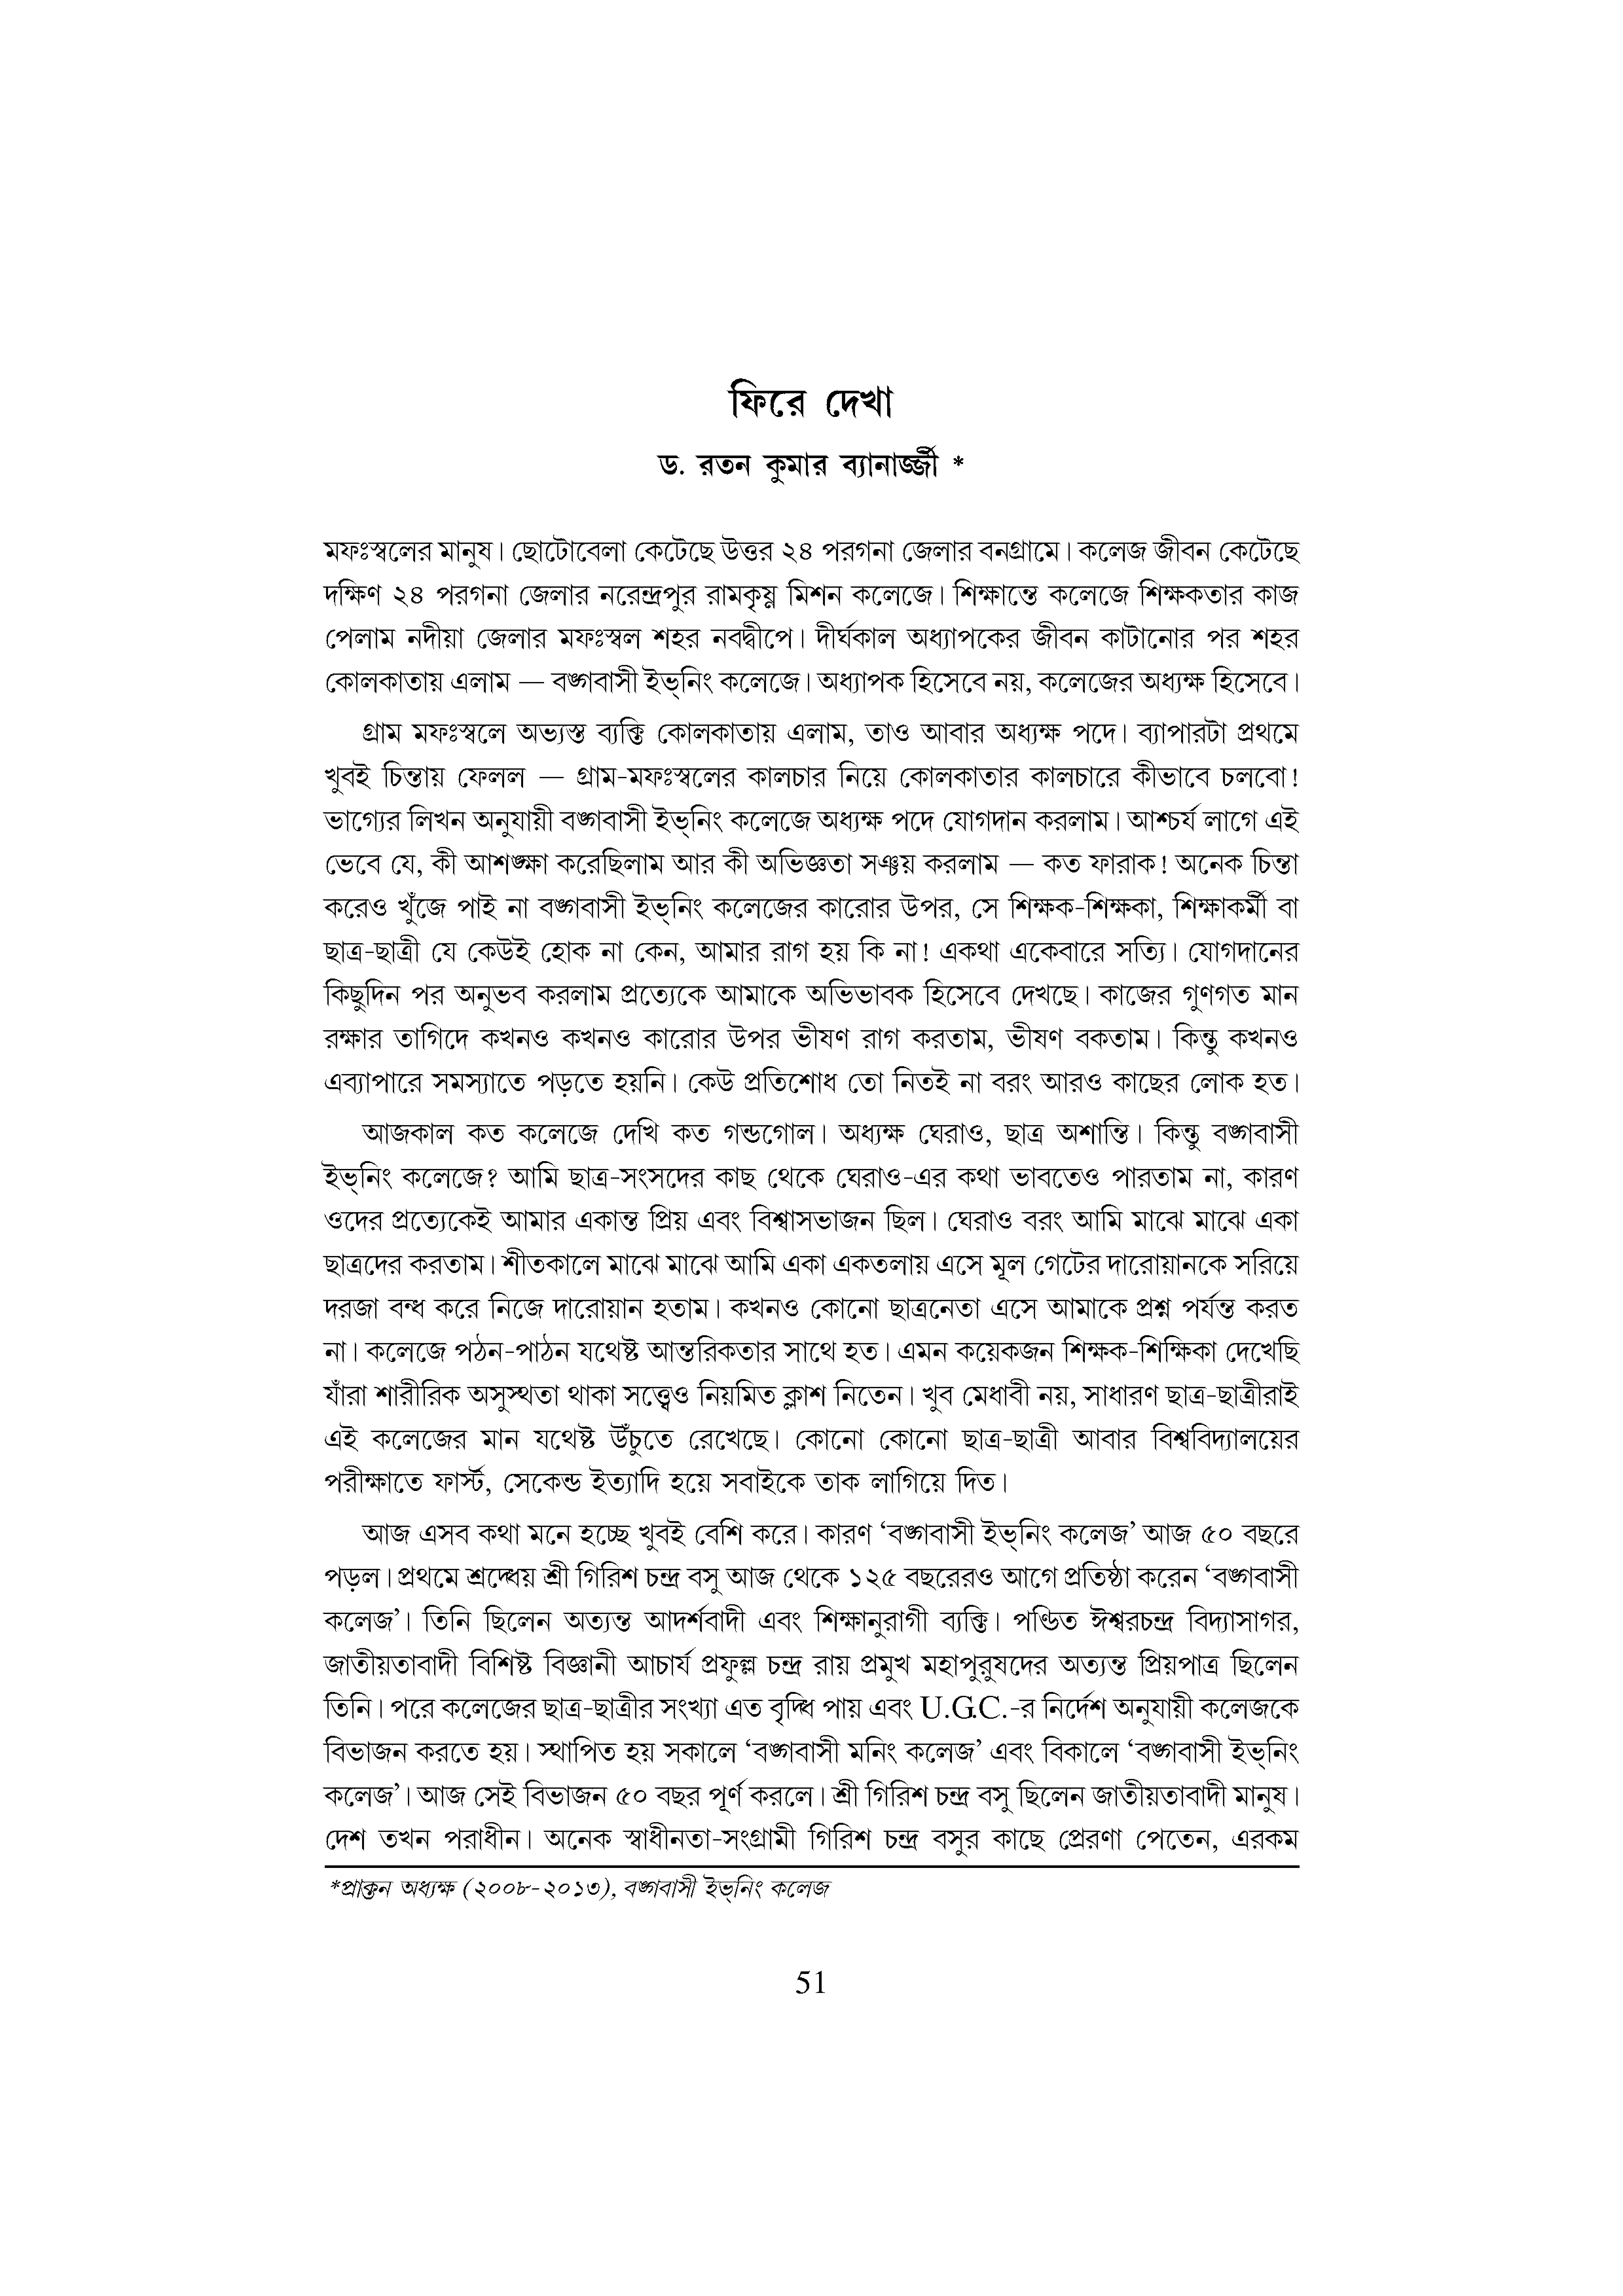 ফিরে দেখা
ড. রতন কুমার ব্যানার্জ্জী *
মফঃস্বলের মানুষ। ছোটোবেলা কেটেছে উত্তর ২৪ পরগনা জেলার বনগ্রামে। কলেজ জীবন কেটেছে
দক্ষিণ ২৪ পরগনা জেলার নরেন্দ্রপুর রামকৃষ্ণ মিশন কলেজে। শিক্ষান্তে কলেজে শিক্ষকতার কাজ
পেলাম নদীয়া জেলার মফঃস্বল শহর নবদ্বীপে। দীর্ঘকাল অধ্যাপকের জীবন কাটানোর পর শহর
কোলকাতায় এলাম — বঙ্গবাসী ইভ্‌নিং কলেজে। অধ্যাপক হিসেবে নয়, কলেজের অধ্যক্ষ হিসেবে।
গ্রাম মফঃস্বলে অভ্যস্ত ব্যক্তি কোলকাতায় এলাম, তাও আবার অধ্যক্ষ পদে। ব্যাপারটা প্রথমে
খুবই চিন্তায় ফেলল — গ্রাম-মফঃস্বলের কালচার নিয়ে কোলকাতার কালচারে কীভাবে চলবো!
ভাগ্যের লিখন অনুযায়ী বঙ্গবাসী ইভ্‌নিং কলেজে অধ্যক্ষ পদে যোগদান করলাম। আশ্চর্য লাগে এই
ভেবে যে, কী আশঙ্ক্ষা করেছিলাম আর কী অভিজ্ঞতা সঞ্চয় করলাম — কত ফারাক! অনেক চিন্তা
করেও খুঁজে পাই না বঙ্গবাসী ইভ্‌নিং কলেজের কারোর উপর, সে শিক্ষক-শিক্ষকা, শিক্ষাকর্মী বা
ছাত্র-ছাত্রী যে কেউই হোক না কেন, আমার রাগ হয় কি না! একথা একেবারে সত্যি। যোগদানের
কিছুদিন পর অনুভব করলাম প্রত্যেকে আমাকে অভিভাবক হিসেবে দেখছে। কাজের গুণগত মান
রক্ষার তাগিদে কখনও কখনও কারোর উপর ভীষণ রাগ করতাম, ভীষণ বকতাম। কিন্তু কখনও
এব্যাপারে সমস্যাতে পড়তে হয়নি। কেউ প্রতিশোধ তো নিতই না বরং আরও কাছের লোক হত।
আজকাল কত কলেজে দেখি কত গন্ডগোল। অধ্যক্ষ ঘেরাও, ছাত্র অশান্তি। কিন্তু বঙ্গবাসী
ইভ্‌নিং কলেজে? আমি ছাত্র-সংসদের কাছ থেকে ঘেরাও-এর কথা ভাবতেও পারতাম না, কারণ
ওদের প্রত্যেকেই আমার একান্ত প্রিয় এবং বিশ্বাসভাজন ছিল। ঘেরাও বরং আমি মাঝে মাঝে একা
ছাত্রদের করতাম। শীতকালে মাঝে মাঝে আমি একা একতলায় এসে মূল গেটের দারোয়ানকে সরিয়ে
দরজা বন্ধ করে নিজে দারোয়ান হতাম। কখনও কোনো ছাত্রনেতা এসে আমাকে প্রশ্ন পর্যন্ত করত
না। কলেজে পঠন-পাঠন যথেষ্ট আন্তরিকতার সাথে হত। এমন কয়েকজন শিক্ষক-শিক্ষিকা দেখেছি
যাঁরা শারীরিক অসুস্থতা থাকা সত্ত্বেও নিয়মিত ক্লাশ নিতেন। খুব মেধাবী নয়, সাধারণ ছাত্র-ছাত্রীরাই
এই কলেজের মান যথেষ্ট উঁচুতে রেখেছে। কোনো কোনো ছাত্র-ছাত্রী আবার বিশ্ববিদ্যালয়ের
পরীক্ষাতে ফার্স্ট, সেকেন্ড ইত্যাদি হয়ে সবাইকে তাক লাগিয়ে দিত।
আজ এসব কথা মনে হচ্ছে খুবই বেশি করে। কারণ ‘বঙ্গবাসী ইভ্‌নিং কলেজ’ আজ ৫০ বছরে
পড়ল। প্রথমে শ্রদ্ধেয় শ্রী গিরিশ চন্দ্র বসু আজ থেকে ১২৫ বছরেরও আগে প্রতিষ্ঠা করেন ‘বঙ্গবাসী
কলেজ’। তিনি ছিলেন অত্যন্ত আদর্শবাদী এবং শিক্ষানুরাগী ব্যক্তি। পণ্ডিত ঈশ্বরচন্দ্র বিদ্যাসাগর,
জাতীয়তাবাদী বিশিষ্ট বিজ্ঞানী আচার্য প্রফুল্ল চন্দ্র রায় প্রমুখ মহাপুরুষদের অত্যন্ত প্রিয়পাত্র ছিলেন
তিনি। পরে কলেজের ছাত্র-ছাত্রীর সংখ্যা এত বৃদ্ধি পায় এবং U.G.C.-র নির্দেশ অনুযায়ী কলেজকে
বিভাজন করতে হয়। স্থাপিত হয় সকালে ‘বঙ্গবাসী মনিং কলেজ’ এবং বিকালে ‘বঙ্গবাসী ইভ্‌নিং
কলেজ’। আজ সেই বিভাজন ৫০ বছর পূর্ণ করলে। শ্রী গিরিশ চন্দ্র বসু ছিলেন জাতীয়তাবাদী মানুষ।
দেশ তখন পরাধীন। অনেক স্বাধীনতা-সংগ্রামী গিরিশ চন্দ্র বসুর কাছে প্রেরণা পেতেন, এরকম
*প্রাক্তন অধ্যক্ষ (২০০৮-২০১৩), বঙ্গবাসী ইভ্‌নিং কলেজ
51